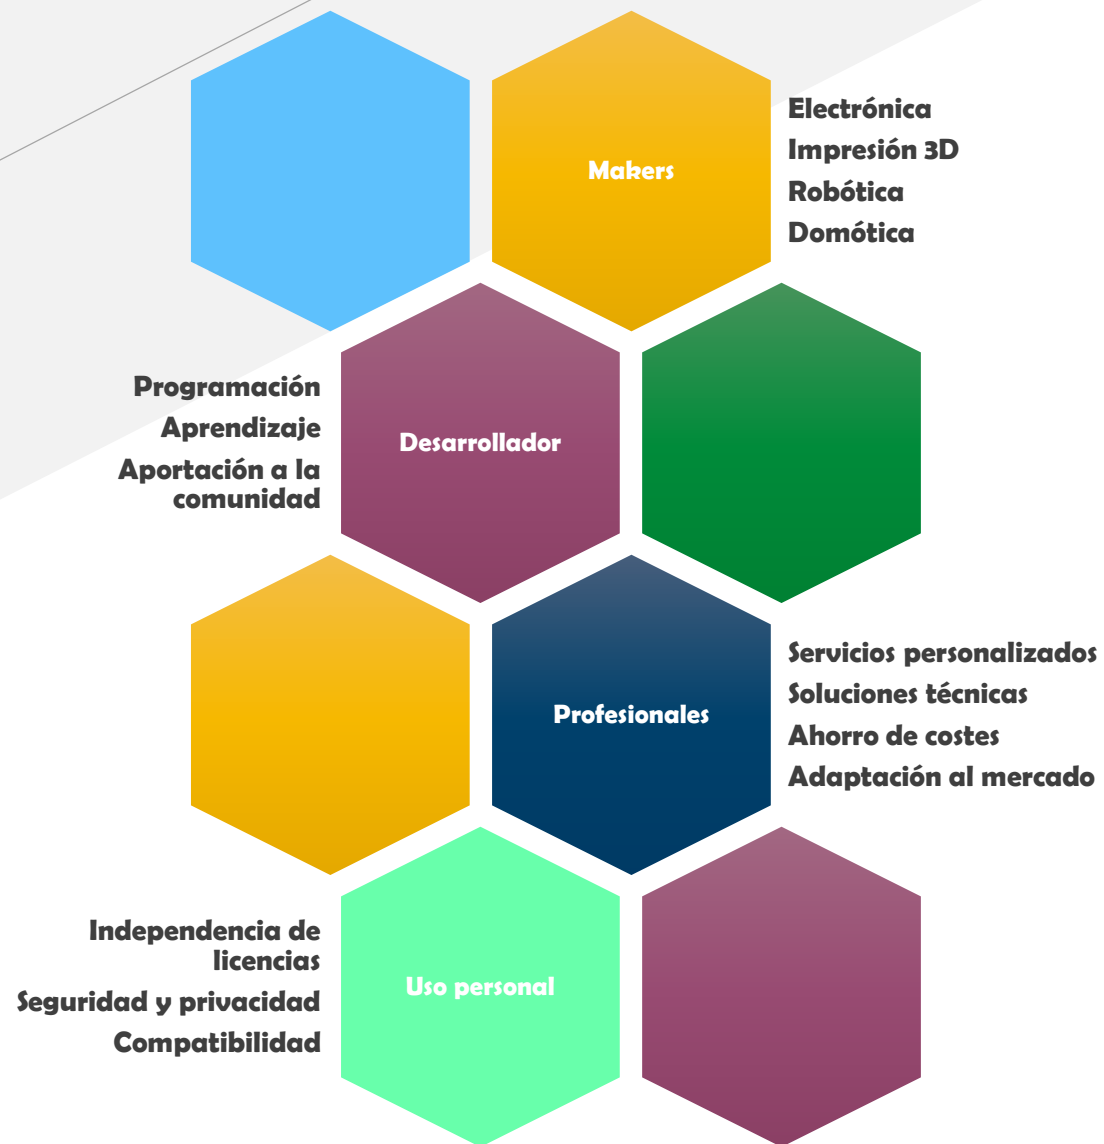 Makers
Electrónica
Impresión 3D
Robótica
Domótica
Programación
Aprendizaje
Aportación a la
comunidad
Desarrollador
Profesionales
Servicios personalizados
Soluciones técnicas
Ahorro de costes
Adaptación al mercado
Independencia de
licencias
Seguridad y privacidad
Compatibilidad
Uso personal